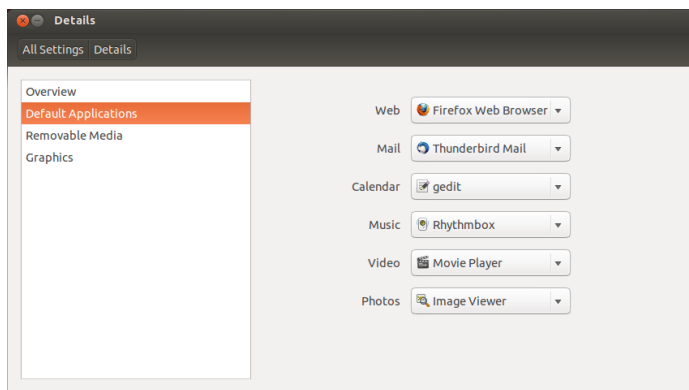 Details
All Settings Details
Overview
Default Applications
Removable Media
Graphics
Web Firefox Web Browser
Mail Thunderbird Mail
Calendar gedit
Music Rhythmbox
Video Movie Player
Photos Image Viewer